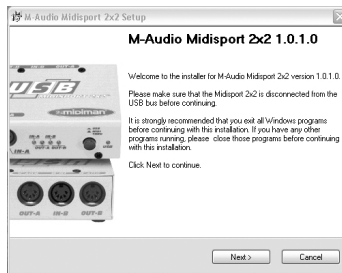 M-Audio Midisport 2x2 Setup
M-Audio Midisport 2x2 1.0.1.0
Welcome to the installer for M-Audio Midisport 2x2 version 1.0.1.0.
Please make sure that the Midisport 2x2 is disconnected from the
USB bus before continuing.
It is strongly recommended that you exit all Windows programs
before continuing with this installation. If you have any other
programs running, please close those programs before continuing
with this installation.
Click Next to continue.
USB
midiman
IN-A
USB
OUT-A IN-B OUT-B
Next >
Cancel